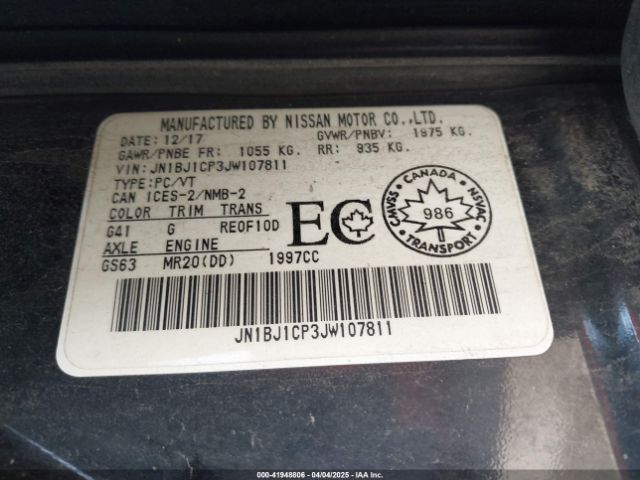 MANUFACTURED BY NISSAN MOTOR CO.,LTD.
DATE: 12/17 GVWR/PNBV: 1875 KG.
GAWR/PNBE FR: 1055 KG. RR: 935 KG.
VIN: JN1BJ1CP3JW107811
TYPE: PC/VT
CAN ICES-2/NMB-2
COLOR TRIM TRANS
G41 G RE0F10D
AXLE ENGINE
GS63 MR20(DD) 1997CC
EC
CANADA
CMVSS 986 NSVAC
TRANSPORT
JN1BJ1CP3JW107811
000-41948806 - 04/04/2025 - IAA Inc.